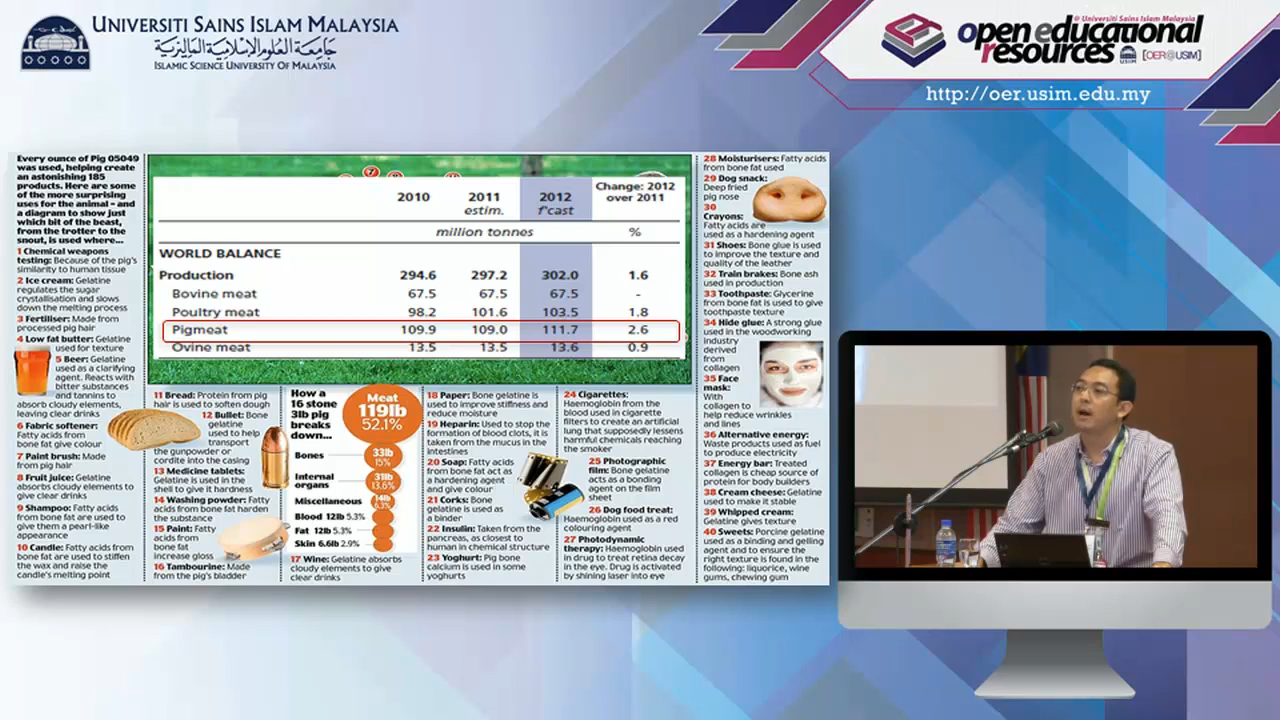 UNIVERSITI SAINS ISLAM MALAYSIA
جامعة العلوم الإسلامية الماليزية
ISLAMIC SCIENCE UNIVERSITY OF MALAYSIA
@ Universiti Sains Islam Malaysia
open educational
resources
USIM
[OER@USIM]
http://oer.usim.edu.my
Every ounce of Pig 05049
was used, helping create
an astonishing 185
products. Here are some
of the more surprising
uses for the animal – and
a diagram to show just
which bit of the beast,
from the trotter to the
snout, is used where...
1 Chemical weapons
testing: Because of the pig's
similarity to human tissue
2 Ice cream: Gelatine
regulates the sugar
crystallisation and slows
down the melting process
3 Fertiliser: Made from
processed pig hair
4 Low fat butter: Gelatine
used for texture
5 Beer: Gelatine
used as a clarifying
agent. Reacts with
bitter substances
and tannins to
absorb cloudy elements,
leaving clear drinks
6 Fabric softener:
Fatty acids from
bone fat give colour
7 Paint brush: Made
from pig hair
8 Fruit juice: Gelatine
absorbs cloudy elements to
give clear drinks
9 Shampoo: Fatty acids
from bone fat are used to
give them a pearl-like
appearance
10 Candle: Fatty acids from
bone fat are used to stiffen
the wax and raise the
candle's melting point
2010 2011 2012 Change: 2012
estim. f'cast over 2011
million tonnes %
WORLD BALANCE
Production 294.6 297.2 302.0 1.6
Bovine meat 67.5 67.5 67.5 -
Poultry meat 98.2 101.6 103.5 1.8
Pigmeat 109.9 109.0 111.7 2.6
Ovine meat 13.5 13.5 13.6 0.9
11 Bread: Protein from pig
hair is used to soften dough
12 Bullet: Bone
gelatine
used to help
transport
the gunpowder or
cordite into the casing
13 Medicine tablets:
Gelatine is used in the
shell to give it hardness
14 Washing powder: Fatty
acids from bone fat harden
the substance
15 Paint: Fatty
acids from
bone fat
increase gloss
16 Tambourine: Made
from the pig's bladder
How a
16 stone
3lb pig
breaks
down...
Meat
119lb
52.1%
Bones 33lb
15%
Internal
organs 31lb
13.6%
Miscellaneous 14lb
6.3%
Blood 12lb 5.3%
Fat 12lb 5.3%
Skin 6.6lb 2.9%
17 Wine: Gelatine absorbs
cloudy elements to give
clear drinks
18 Paper: Bone gelatine is
used to improve stiffness and
reduce moisture
19 Heparin: Used to stop the
formation of blood clots, it is
taken from the mucus in the
intestines
20 Soap: Fatty acids
from bone fat act as
a hardening agent
and give colour
21 Corks: Bone
gelatine is used as
a binder
22 Insulin: Taken from the
pancreas, as closest to
human in chemical structure
23 Yoghurt: Pig bone
calcium is used in some
yoghurts
24 Cigarettes:
Haemoglobin from the
blood used in cigarette
filters to create an artificial
lung that supposedly lessens
harmful chemicals reaching
the smoker
25 Photographic
film: Bone gelatine
acts as a bonding
agent on the film
sheet
26 Dog food treat:
Haemoglobin used as a red
colouring agent
27 Photodynamic
therapy: Haemoglobin used
in drug to treat retina decay
in the eye. Drug is activated
by shining laser into eye
28 Moisturisers: Fatty acids
from bone fat used
29 Dog snack:
Deep fried
pig nose
30
Crayons:
Fatty acids are
used as a hardening agent
31 Shoes: Bone glue is used
to improve the texture and
quality of the leather
32 Train brakes: Bone ash
used in production
33 Toothpaste: Glycerine
from bone fat is used to give
toothpaste texture
34 Hide glue: A strong glue
used in the woodworking
industry
derived
from
collagen
35 Face
mask:
With
collagen to
help reduce wrinkles
and lines
36 Alternative energy:
Waste products used as fuel
to produce electricity
37 Energy bar: Treated
collagen is cheap source of
protein for body builders
38 Cream cheese: Gelatine
used to make it stable
39 Whipped cream:
Gelatine gives texture
40 Sweets: Porcine gelatine
used as a binding and gelling
agent and to ensure the
right texture is found in the
following: liquorice, wine
gums, chewing gum